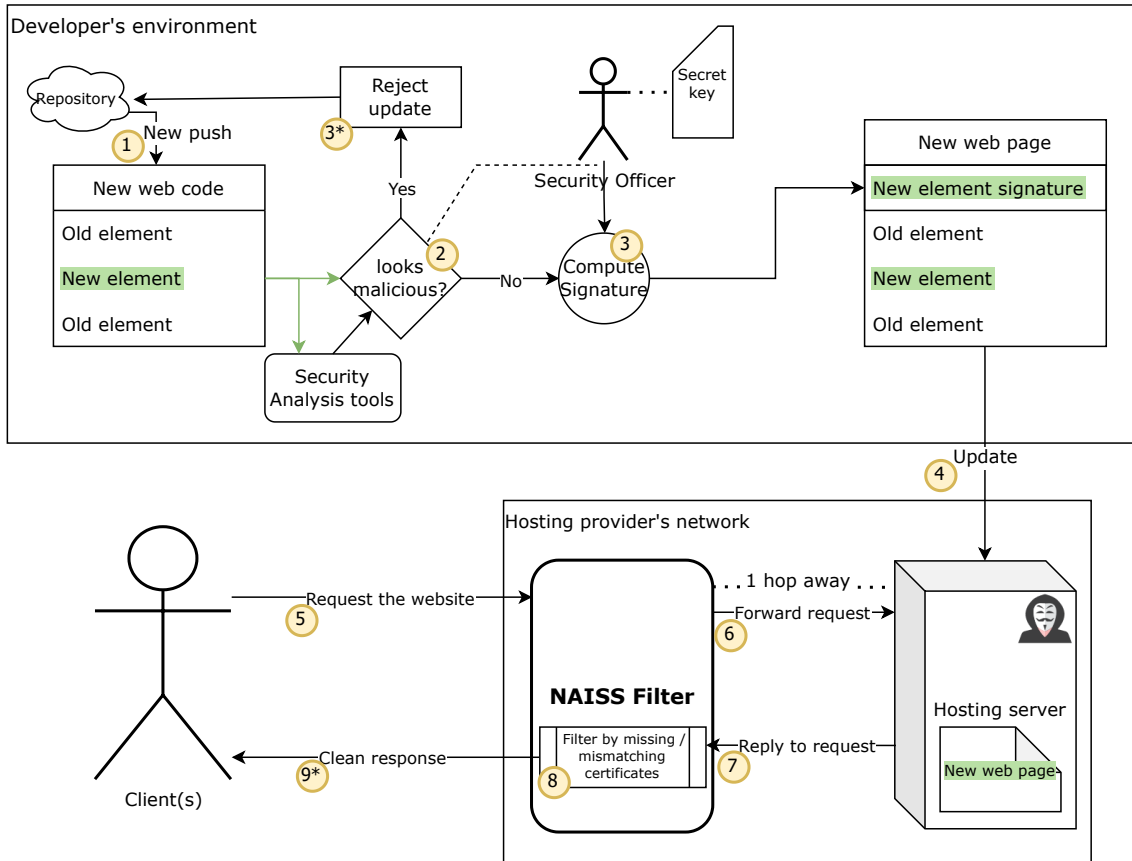 Developer's environment
Repository
1
New push
Reject
update
3*
Secret
key
Security Officer
New web code
Old element
New element
Old element
Yes
2
looks
malicious?
No
3
Compute
Signature
Security
Analysis tools
New web page
New element signature
Old element
New element
Old element
4
Update
Hosting provider's network
1 hop away
5
Request the website
6
Forward request
NAISS Filter
Filter by missing /
mismatching
certificates
8
Hosting server
New web page
7
Reply to request
9*
Clean response
Client(s)